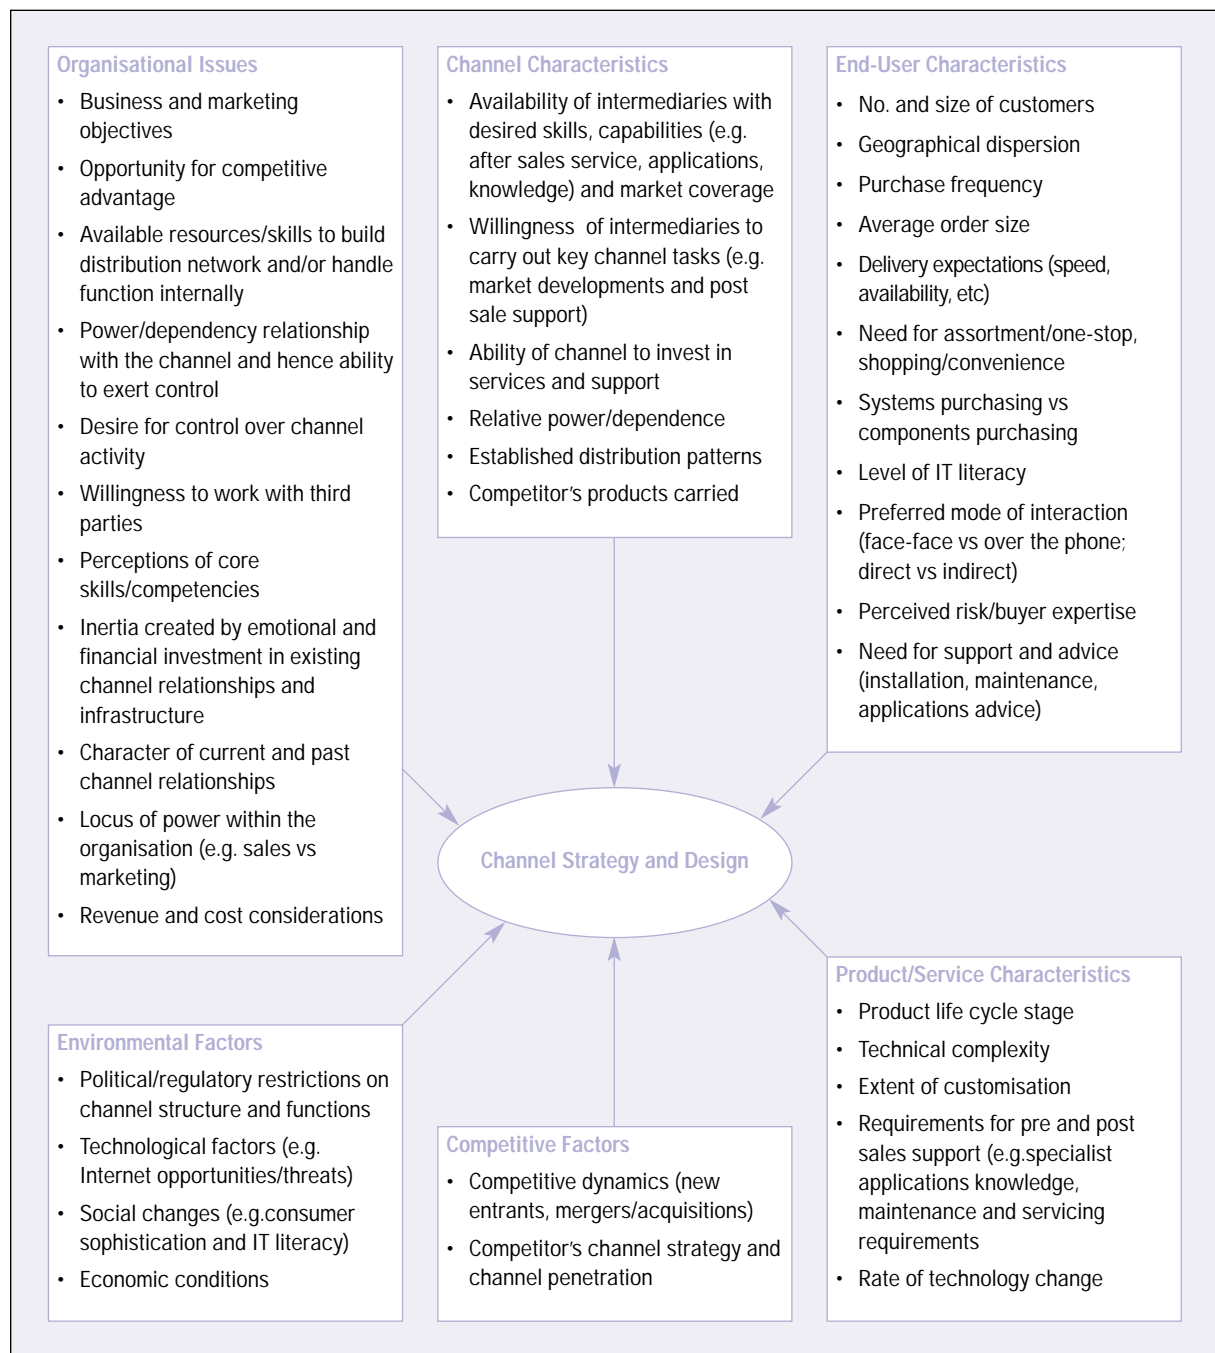 Organisational Issues
• Business and marketing
objectives
• Opportunity for competitive
advantage
• Available resources/skills to build
distribution network and/or handle
function internally
• Power/dependency relationship
with the channel and hence ability
to exert control
• Desire for control over channel
activity
• Willingness to work with third
parties
• Perceptions of core
skills/competencies
• Inertia created by emotional and
financial investment in existing
channel relationships and
infrastructure
• Character of current and past
channel relationships
• Locus of power within the
organisation (e.g. sales vs
marketing)
• Revenue and cost considerations
Channel Characteristics
• Availability of intermediaries with
desired skills, capabilities (e.g.
after sales service, applications,
knowledge) and market coverage
• Willingness of intermediaries to
carry out key channel tasks (e.g.
market developments and post
sale support)
• Ability of channel to invest in
services and support
• Relative power/dependence
• Established distribution patterns
• Competitor's products carried
End-User Characteristics
• No. and size of customers
• Geographical dispersion
• Purchase frequency
• Average order size
• Delivery expectations (speed,
availability, etc)
• Need for assortment/one-stop,
shopping/convenience
• Systems purchasing vs
components purchasing
• Level of IT literacy
• Preferred mode of interaction
(face-face vs over the phone;
direct vs indirect)
• Perceived risk/buyer expertise
• Need for support and advice
(installation, maintenance,
applications advice)
Channel Strategy and Design
Environmental Factors
• Political/regulatory restrictions on
channel structure and functions
• Technological factors (e.g.
Internet opportunities/threats)
• Social changes (e.g.consumer
sophistication and IT literacy)
• Economic conditions
Competitive Factors
• Competitive dynamics (new
entrants, mergers/acquisitions)
• Competitor's channel strategy and
channel penetration
Product/Service Characteristics
• Product life cycle stage
• Technical complexity
• Extent of customisation
• Requirements for pre and post
sales support (e.g.specialist
applications knowledge,
maintenance and servicing
requirements
• Rate of technology change